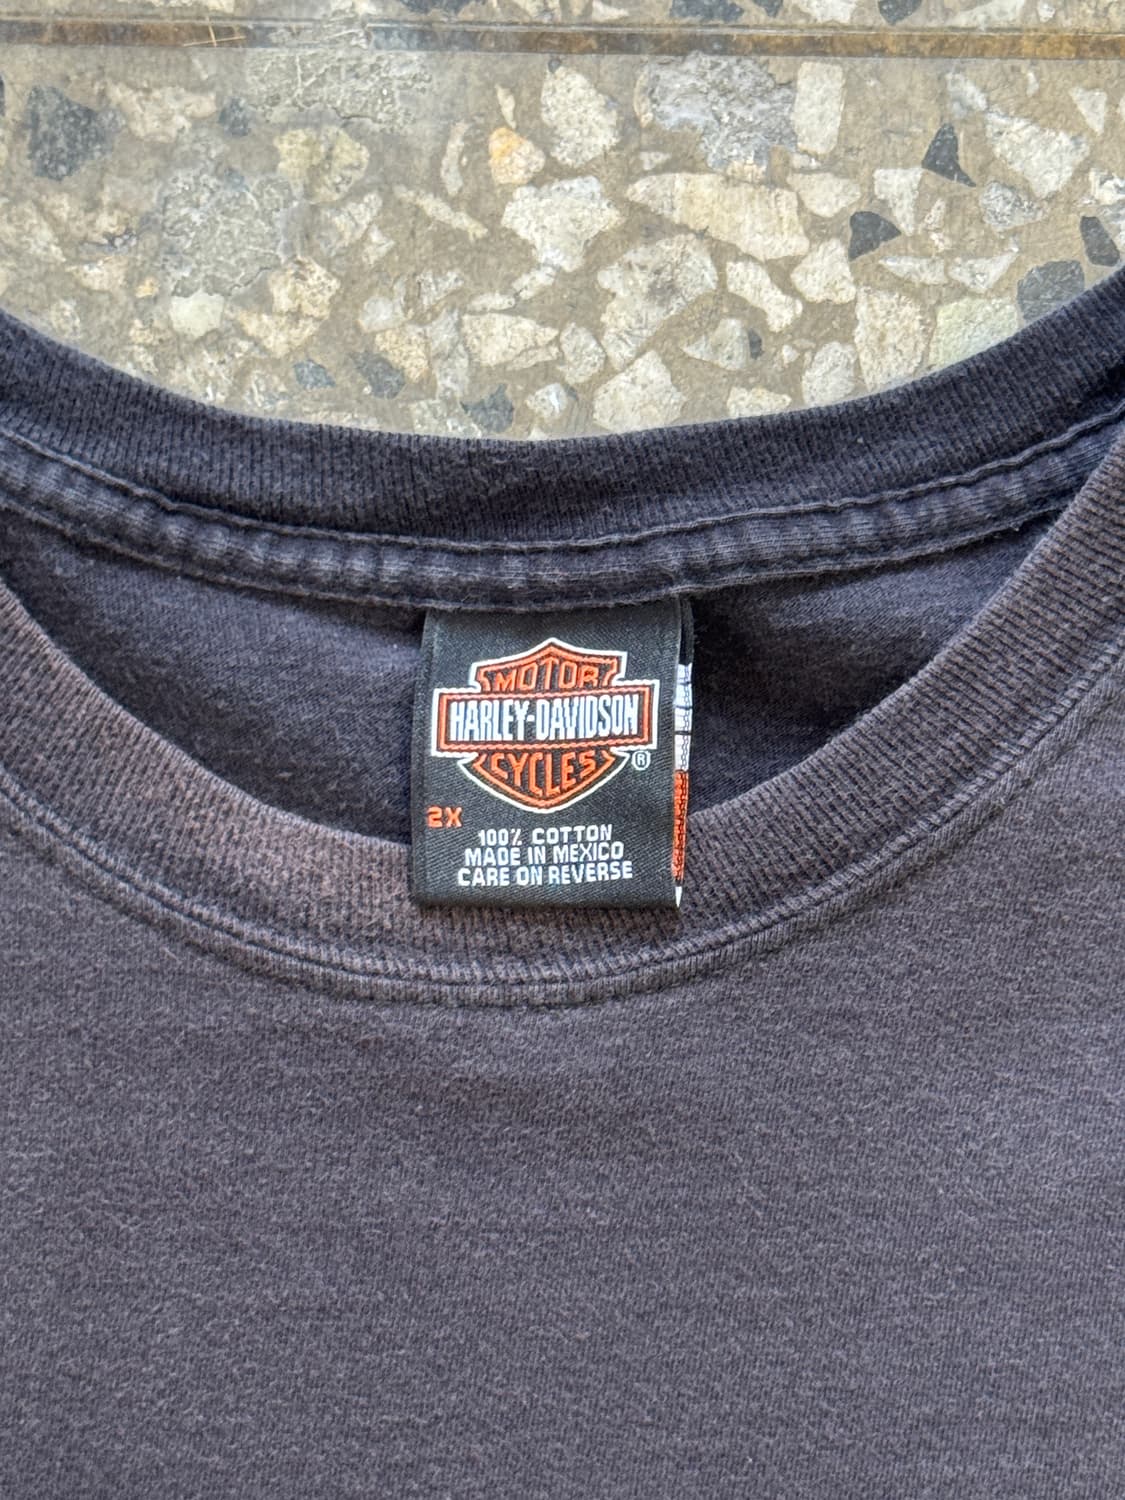 MOTOR
HARLEY-DAVIDSON
CYCLES ®
2X
100% COTTON
MADE IN MEXICO
CARE ON REVERSE